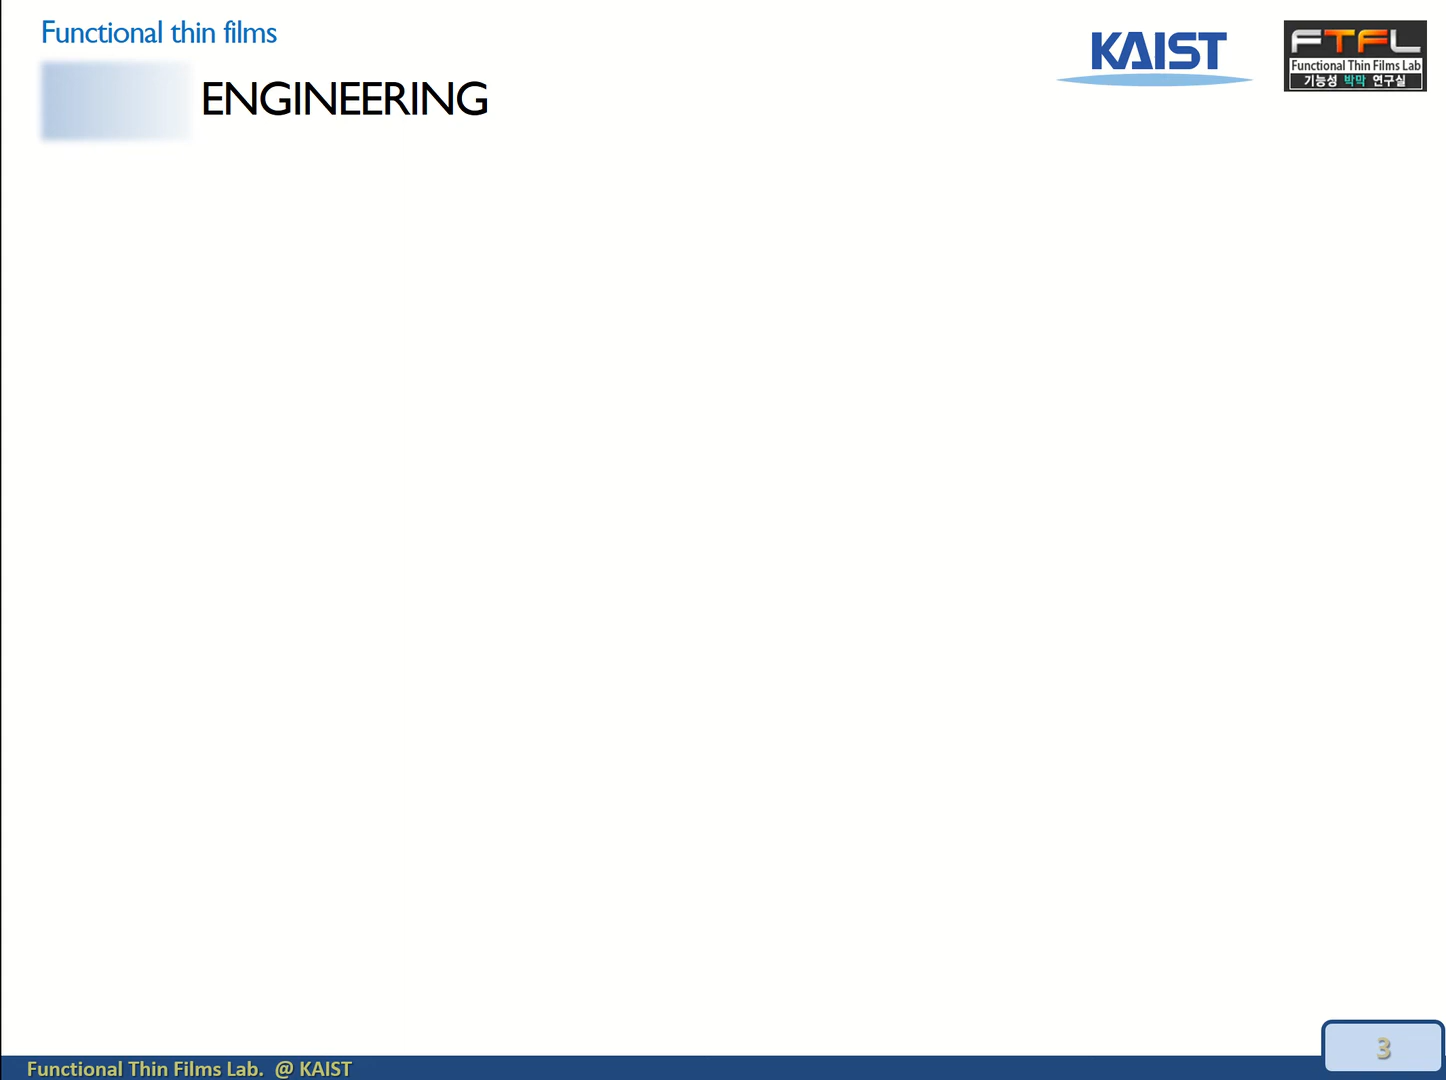 Functional thin films
ENGINEERING
KAIST
FTFL
Functional Thin Films Lab
기능성 박막 연구실
3
Functional Thin Films Lab. @ KAIST